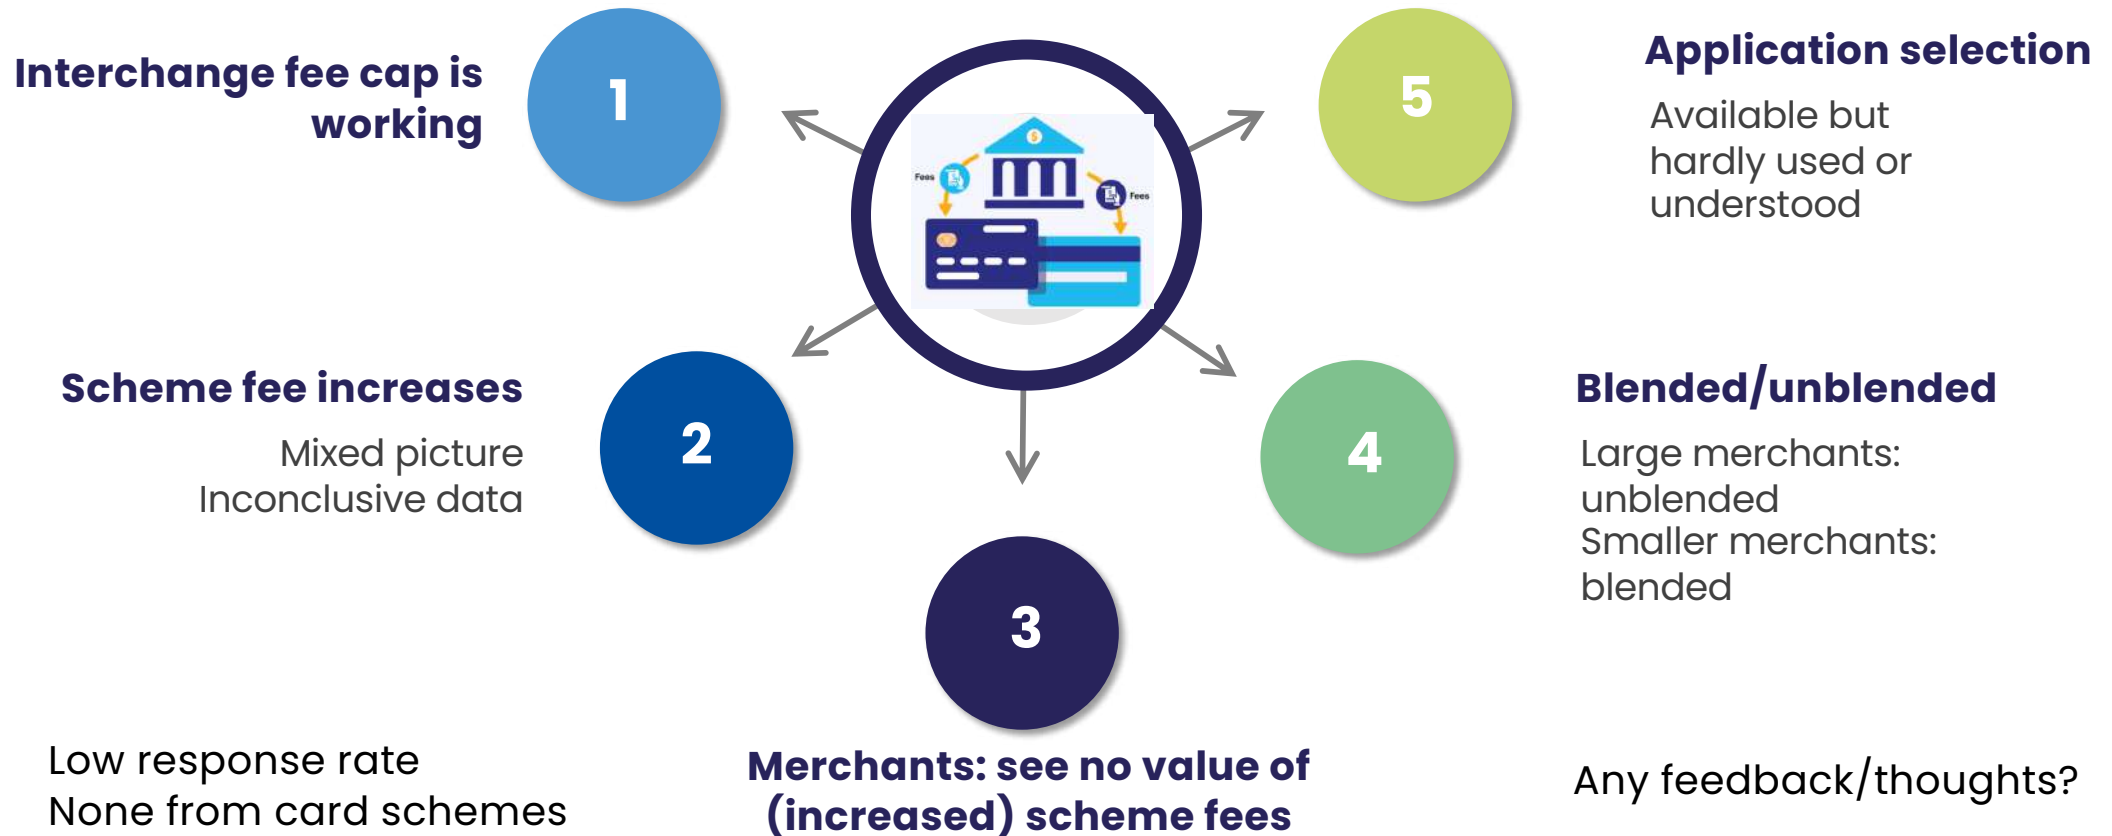 Interchange fee cap is
working
1
Scheme fee increases
Mixed picture
Inconclusive data
2
3
Merchants: see no value of
(increased) scheme fees
4
Blended/unblended
Large merchants:
unblended
Smaller merchants:
blended
5
Application selection
Available but
hardly used or
understood
Fees
$
Fees
Low response rate
None from card schemes
Any feedback/thoughts?